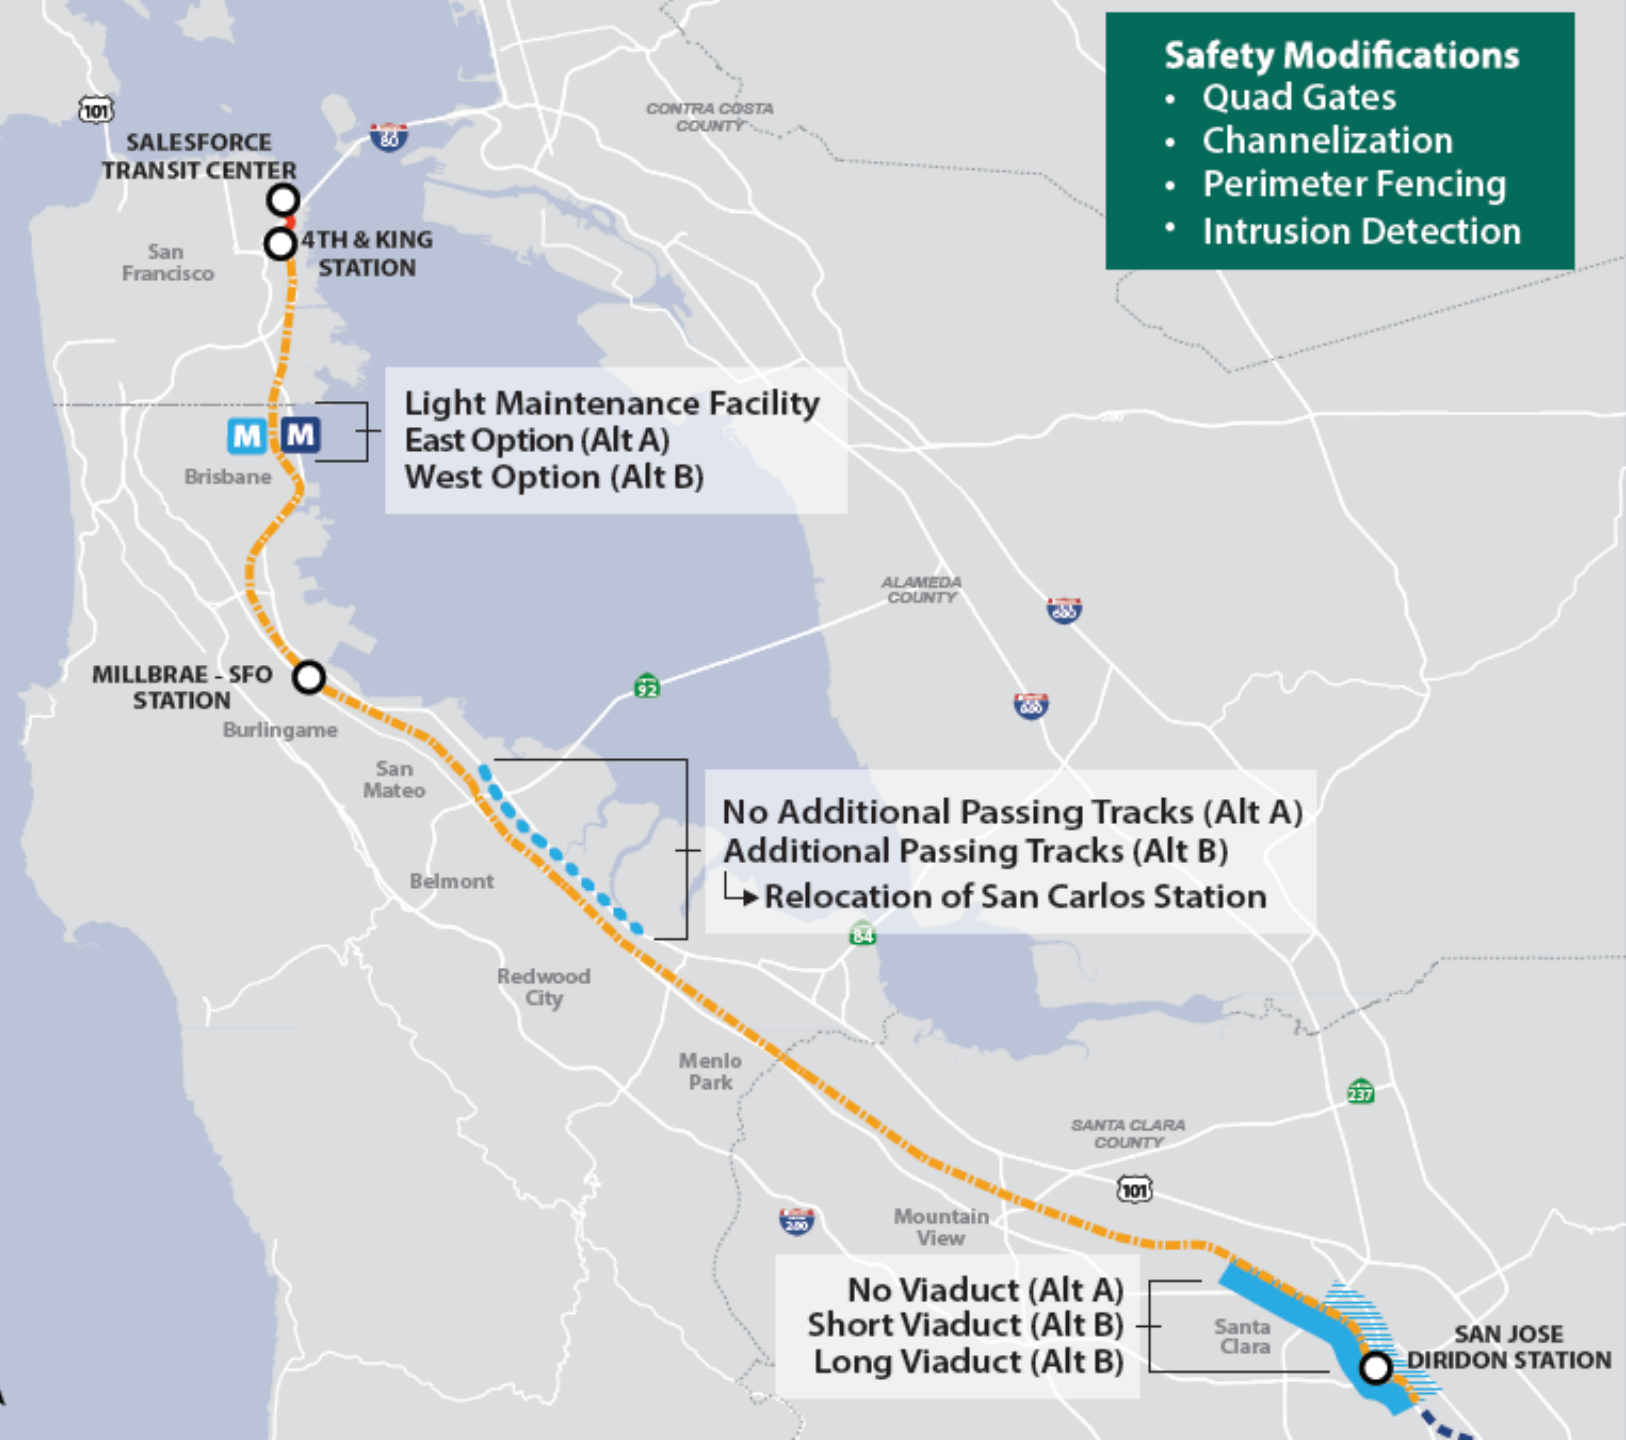 Safety Modifications
• Quad Gates
• Channelization
• Perimeter Fencing
• Intrusion Detection
101
CONTRA COSTA
COUNTY
80
SALESFORCE
TRANSIT CENTER
4TH & KING
STATION
San
Francisco
Light Maintenance Facility
East Option (Alt A)
West Option (Alt B)
M M
Brisbane
ALAMEDA
COUNTY
MILLBRAE - SFO
STATION
92
Burlingame
San
Mateo
No Additional Passing Tracks (Alt A)
Additional Passing Tracks (Alt B)
Relocation of San Carlos Station
Belmont
84
Redwood
City
Menlo
Park
237
SANTA CLARA
COUNTY
101
Mountain
View
280
No Viaduct (Alt A)
Short Viaduct (Alt B)
Long Viaduct (Alt B)
Santa
Clara
SAN JOSE
DIRIDON STATION